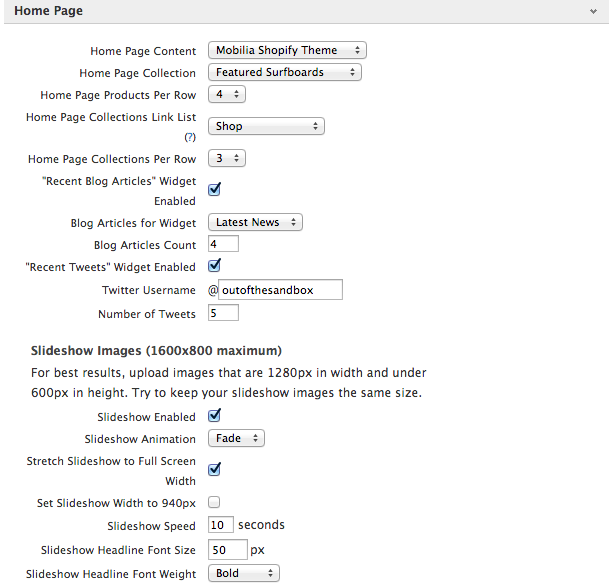 Home Page
Home Page Content Mobilia Shopify Theme
Home Page Collection Featured Surfboards
Home Page Products Per Row 4
Home Page Collections Link List
(?) Shop
Home Page Collections Per Row 3
"Recent Blog Articles" Widget
Enabled
Blog Articles for Widget Latest News
Blog Articles Count 4
"Recent Tweets" Widget Enabled
Twitter Username @outofthesandbox
Number of Tweets 5
Slideshow Images (1600x800 maximum)
For best results, upload images that are 1280px in width and under
600px in height. Try to keep your slideshow images the same size.
Slideshow Enabled
Slideshow Animation Fade
Stretch Slideshow to Full Screen
Width
Set Slideshow Width to 940px
Slideshow Speed 10 seconds
Slideshow Headline Font Size 50 px
Slideshow Headline Font Weight Bold